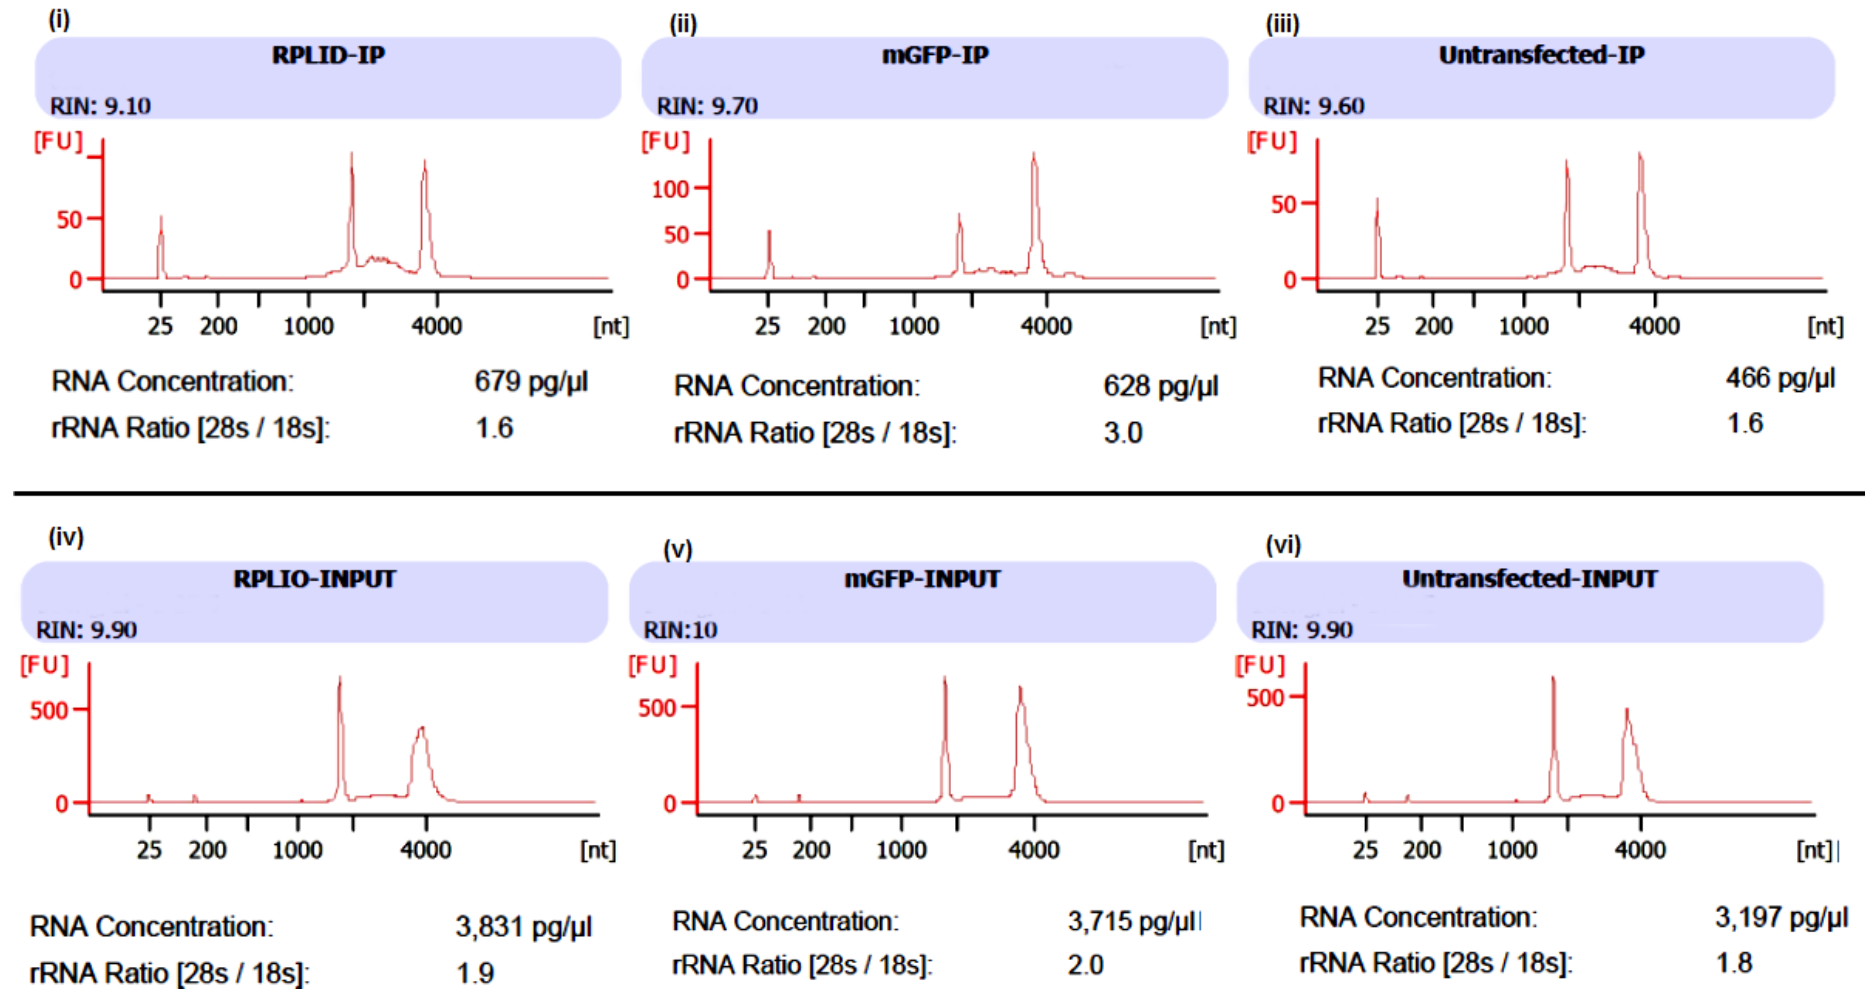 (i)
RPLID-IP
RIN: 9.10
[FU]
50
0
25 200 1000 4000 [nt]
RNA Concentration: 679 pg/µl
rRNA Ratio [28s / 18s]: 1.6
(ii)
mGFP-IP
RIN: 9.70
[FU]
100
50
0
25 200 1000 4000 [nt]
RNA Concentration: 628 pg/µl
rRNA Ratio [28s / 18s]: 3.0
(iii)
Untransfected-IP
RIN: 9.60
[FU]
50
0
25 200 1000 4000 [nt]
RNA Concentration: 466 pg/µl
rRNA Ratio [28s / 18s]: 1.6
(iv)
RPLIO-INPUT
RIN: 9.90
[FU]
500
0
25 200 1000 4000 [nt]
RNA Concentration: 3,831 pg/µl
rRNA Ratio [28s / 18s]: 1.9
(v)
mGFP-INPUT
RIN:10
[FU]
500
0
25 200 1000 4000 [nt]
RNA Concentration: 3,715 pg/µl
rRNA Ratio [28s / 18s]: 2.0
(vi)
Untransfected-INPUT
RIN: 9.90
[FU]
500
0
25 200 1000 4000 [nt]
RNA Concentration: 3,197 pg/µl
rRNA Ratio [28s / 18s]: 1.8